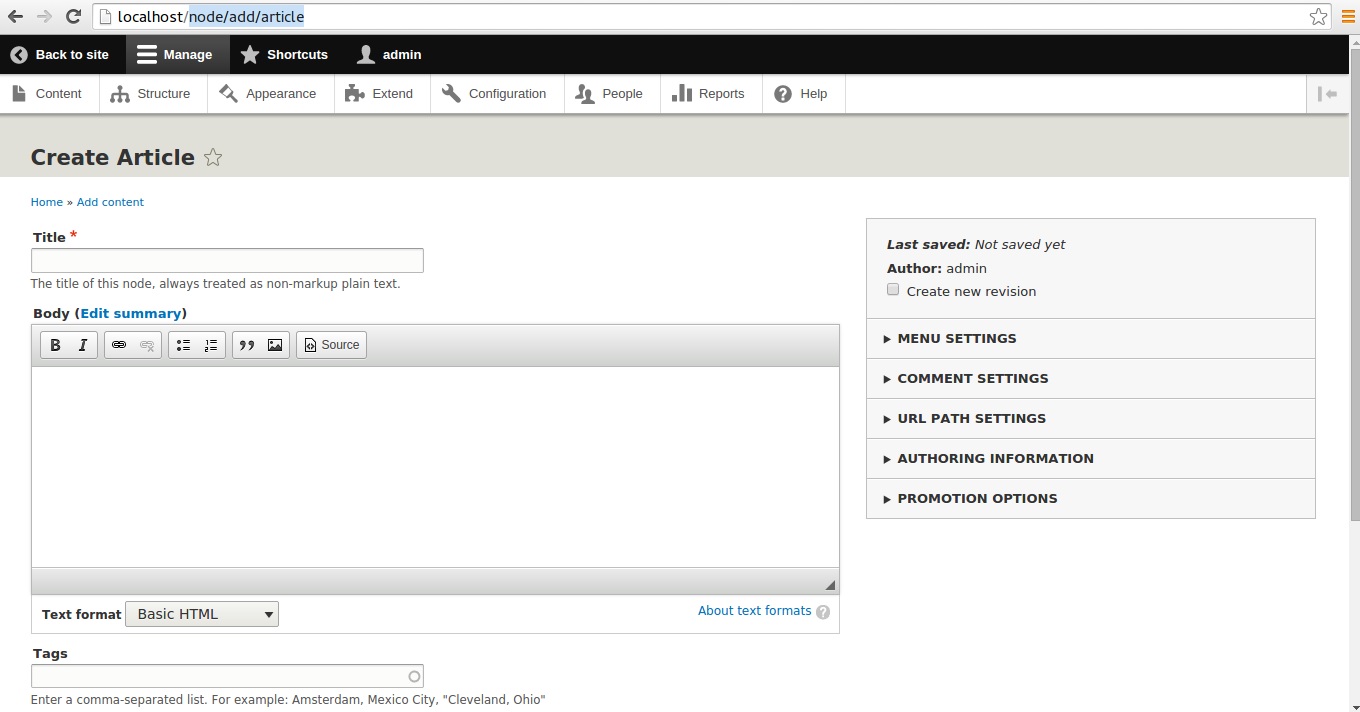 localhost/node/add/article
Back to site Manage Shortcuts admin
Content Structure Appearance Extend Configuration People Reports Help
Create Article
Home » Add content
Title *
The title of this node, always treated as non-markup plain text.
Body (Edit summary)
B I Source
Text format Basic HTML
About text formats ?
Tags
Enter a comma-separated list. For example: Amsterdam, Mexico City, "Cleveland, Ohio"
Last saved: Not saved yet
Author: admin
Create new revision
MENU SETTINGS
COMMENT SETTINGS
URL PATH SETTINGS
AUTHORING INFORMATION
PROMOTION OPTIONS